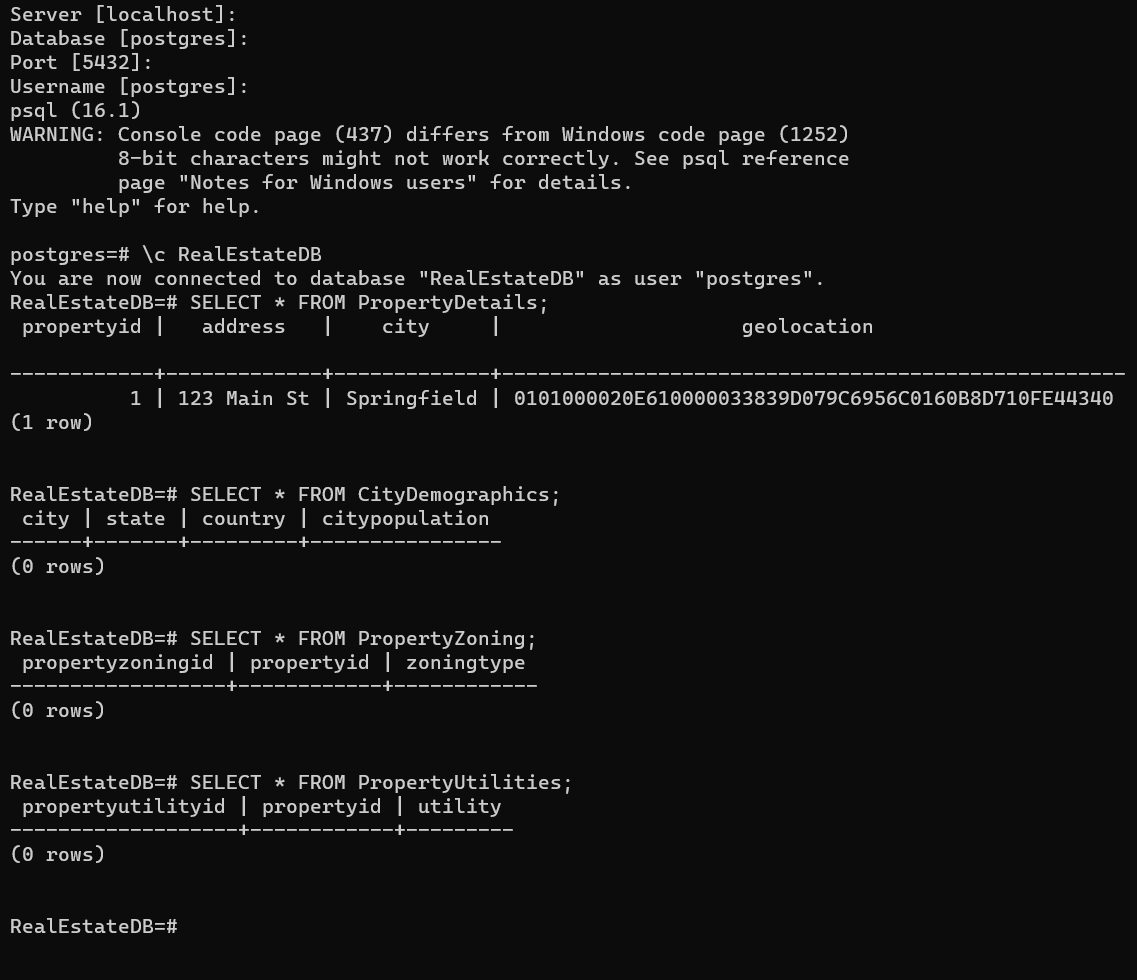 Server [localhost]:
Database [postgres]:
Port [5432]:
Username [postgres]:
psql (16.1)
WARNING: Console code page (437) differs from Windows code page (1252)
         8-bit characters might not work correctly. See psql reference
         page "Notes for Windows users" for details.
Type "help" for help.

postgres=# \c RealEstateDB
You are now connected to database "RealEstateDB" as user "postgres".
RealEstateDB=# SELECT * FROM PropertyDetails;
 propertyid |   address   |    city     |                    geolocation

------------+-------------+-------------+----------------------------------------------------
          1 | 123 Main St | Springfield | 0101000020E610000033839D079C6956C0160B8D710FE44340
(1 row)


RealEstateDB=# SELECT * FROM CityDemographics;
 city | state | country | citypopulation
------+-------+---------+----------------
(0 rows)


RealEstateDB=# SELECT * FROM PropertyZoning;
 propertyzoningid | propertyid | zoningtype
------------------+------------+------------
(0 rows)


RealEstateDB=# SELECT * FROM PropertyUtilities;
 propertyutilityid | propertyid | utility
-------------------+------------+---------
(0 rows)


RealEstateDB=#